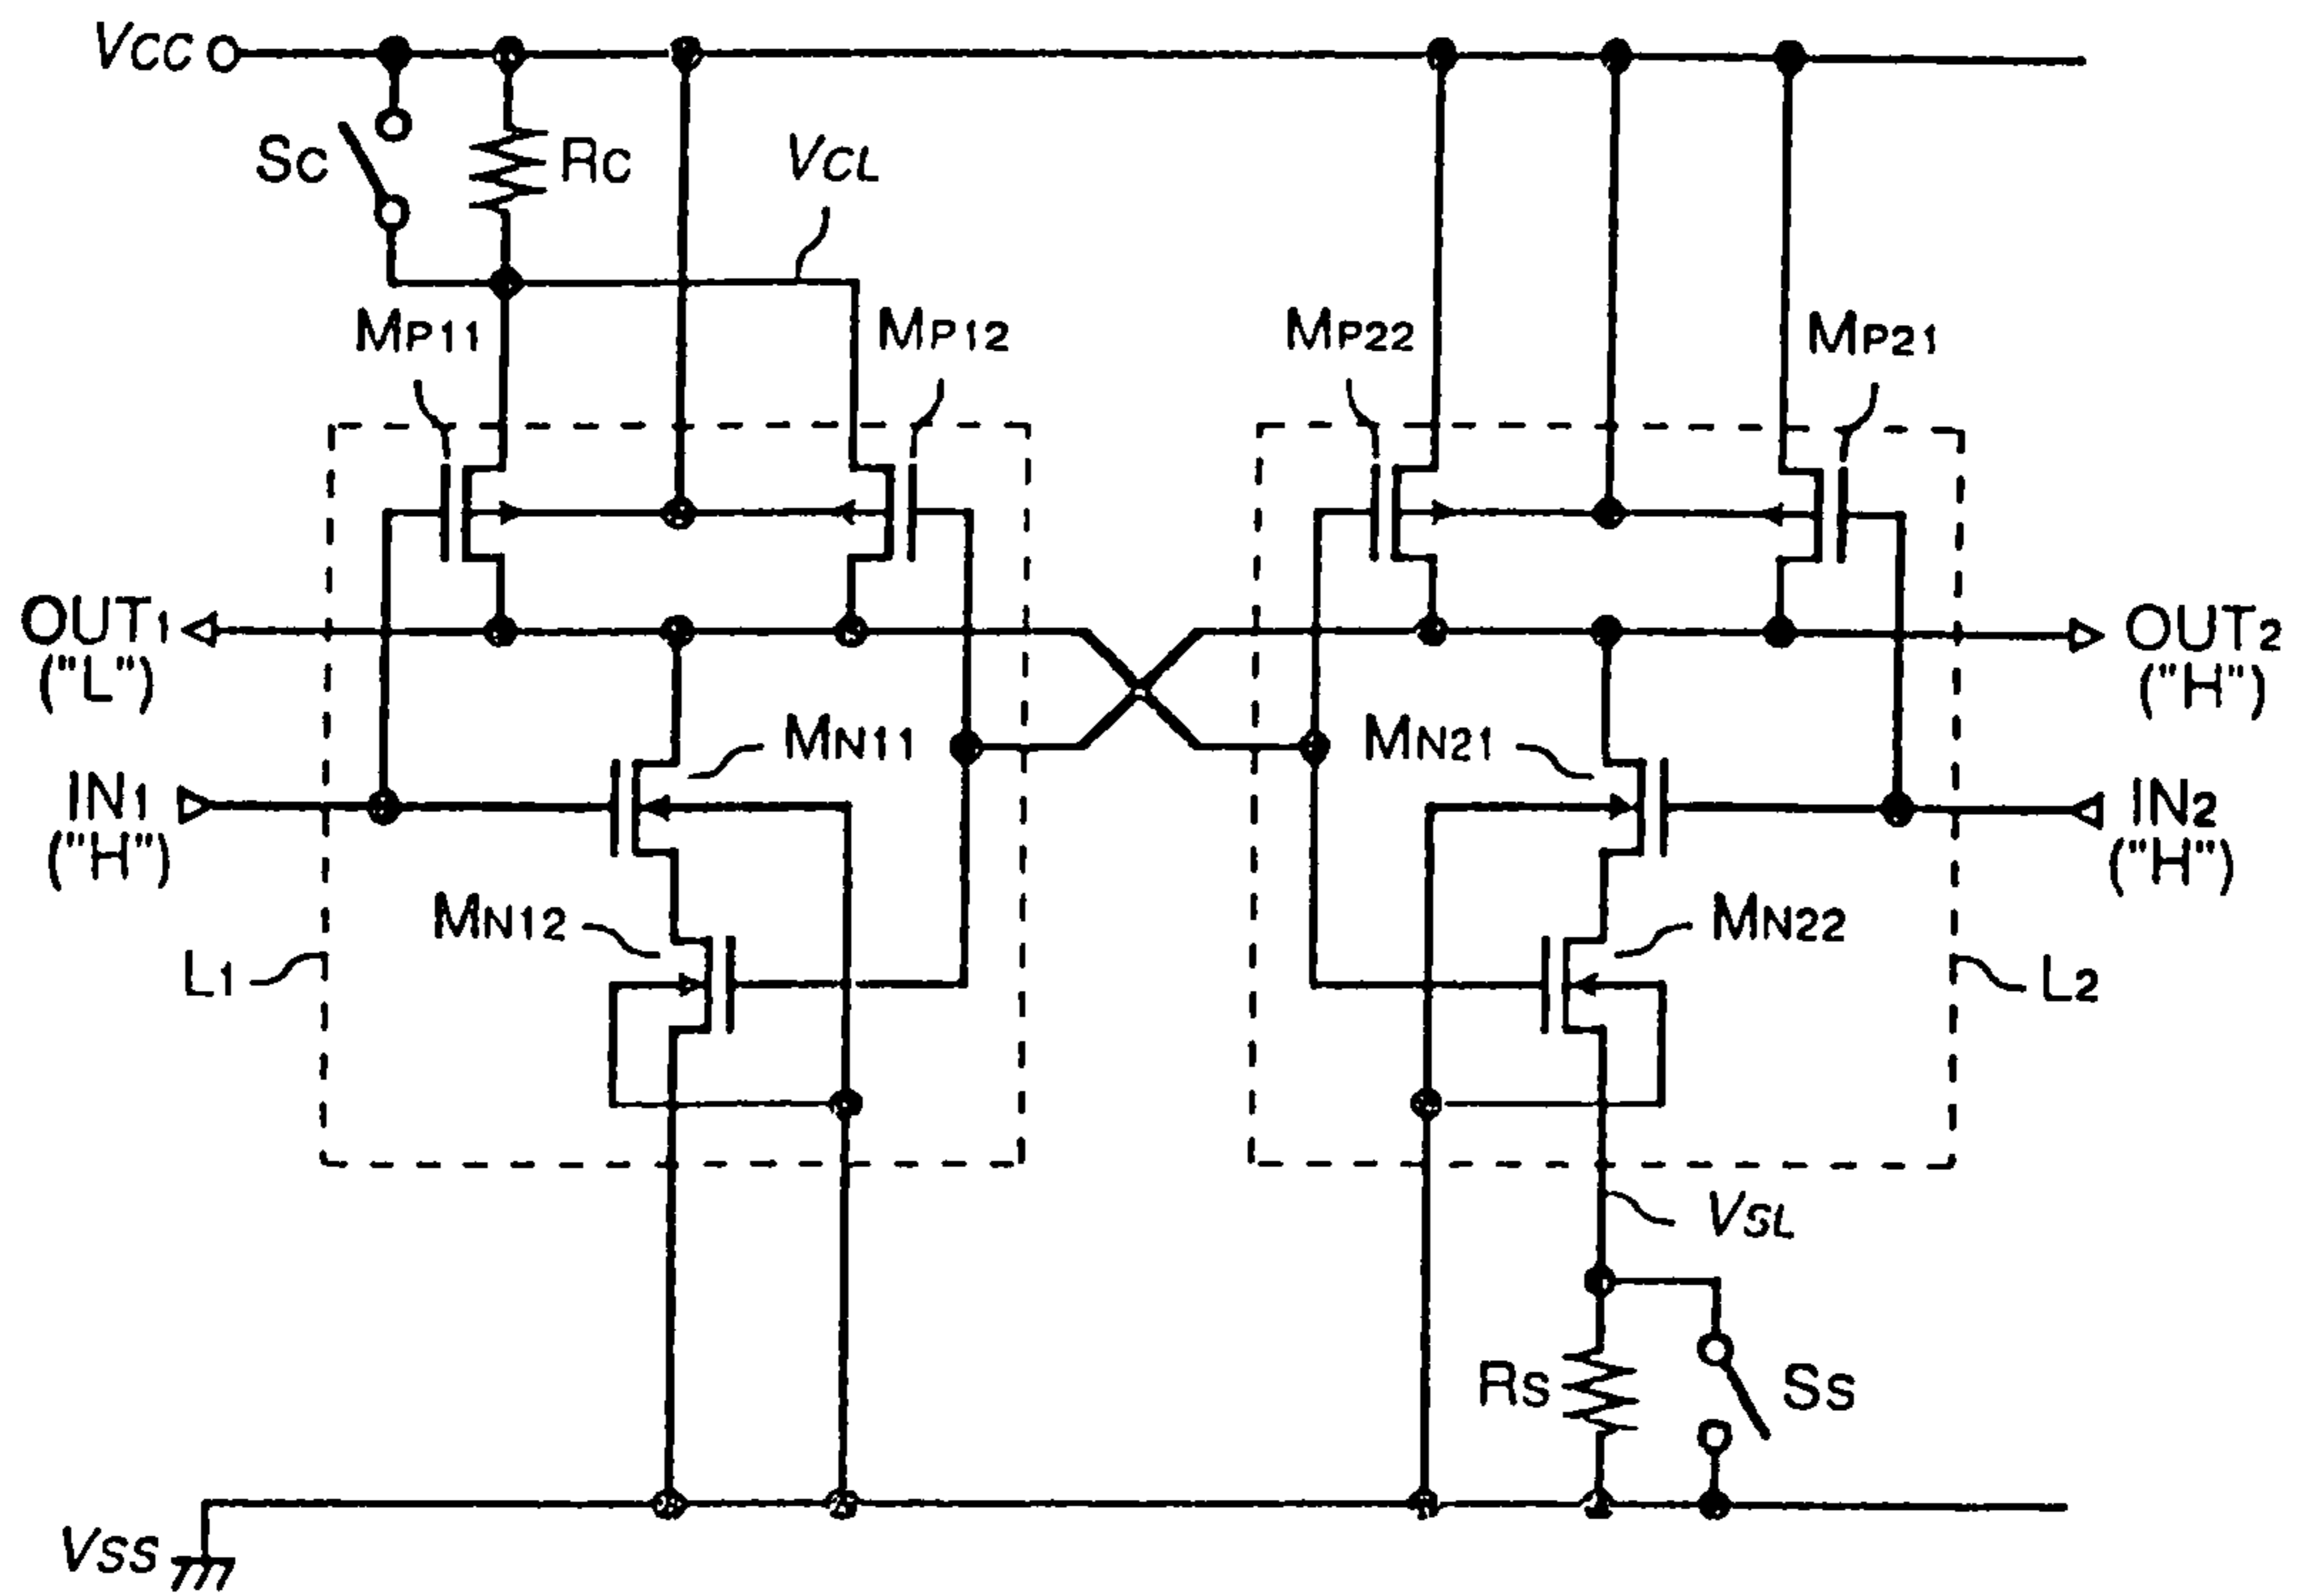 VCC
SC
RC
VCL
MP11
MP12
MP22
MP21
OUT1
("L")
OUT2
("H")
MN11
MN21
IN1
("H")
IN2
("H")
MN12
MN22
L1
L2
VSL
RS
SS
VSS